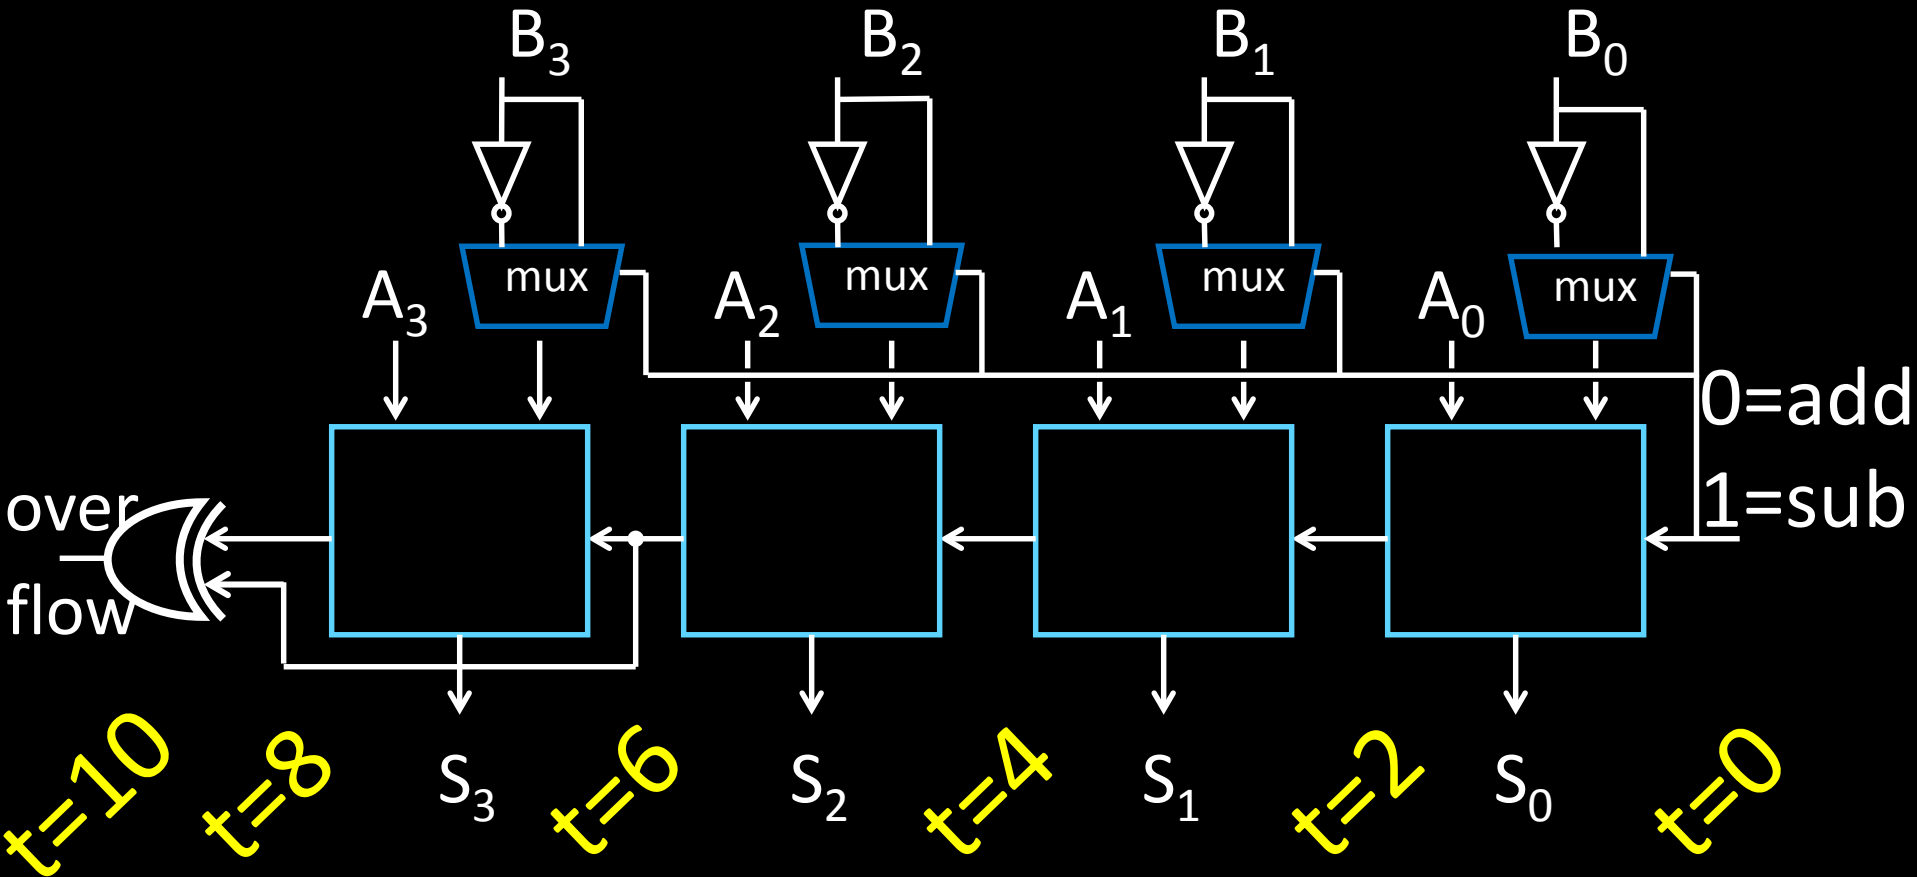 B3 B2 B1 B0
mux mux mux mux
A3 A2 A1 A0
0=add
1=sub
over
flow
S3 S2 S1 S0
t=10 t=8 t=6 t=4 t=2 t=0